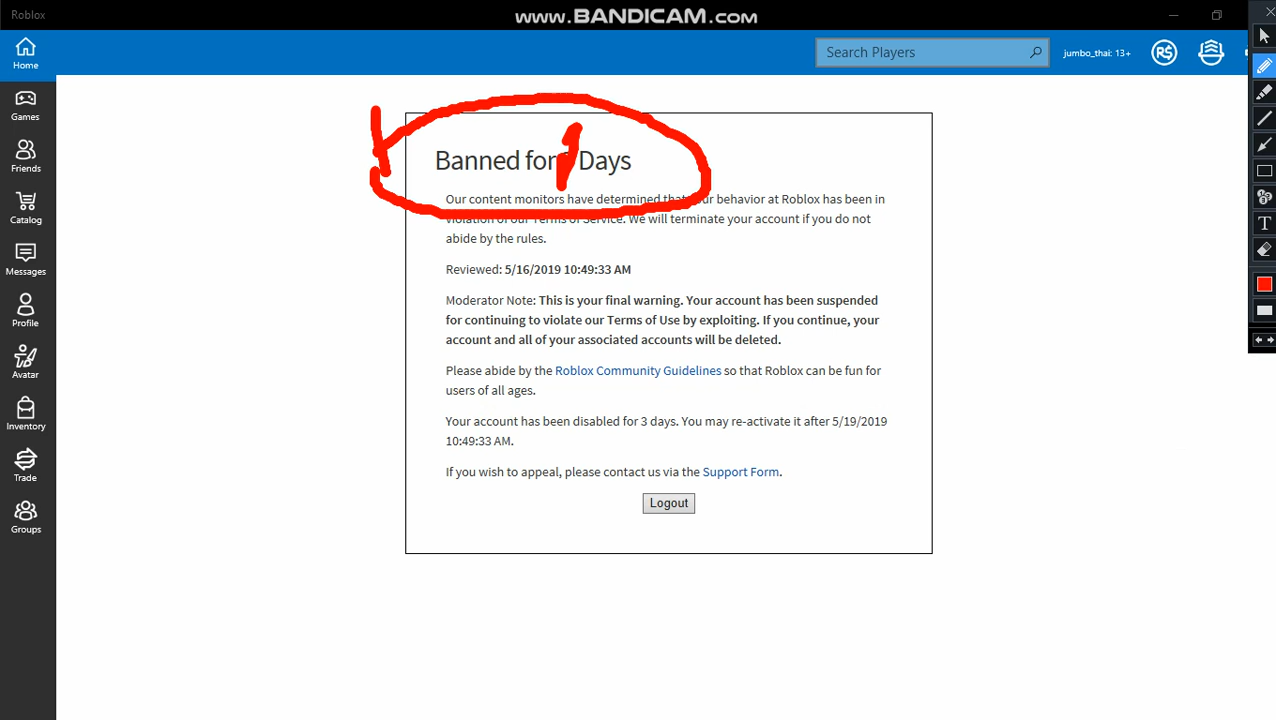 Roblox
www.BANDICAM.com
Home
Search Players
jumbo_thai: 13+
R$
Games
Friends
Catalog
Messages
Profile
Avatar
Inventory
Trade
Groups
Banned for 1 Days
Our content monitors have determined that your behavior at Roblox has been in
violation of our Terms of Service. We will terminate your account if you do not
abide by the rules.
Reviewed: 5/16/2019 10:49:33 AM
Moderator Note: This is your final warning. Your account has been suspended
for continuing to violate our Terms of Use by exploiting. If you continue, your
account and all of your associated accounts will be deleted.
Please abide by the Roblox Community Guidelines so that Roblox can be fun for
users of all ages.
Your account has been disabled for 3 days. You may re-activate it after 5/19/2019
10:49:33 AM.
If you wish to appeal, please contact us via the Support Form.
Logout
T